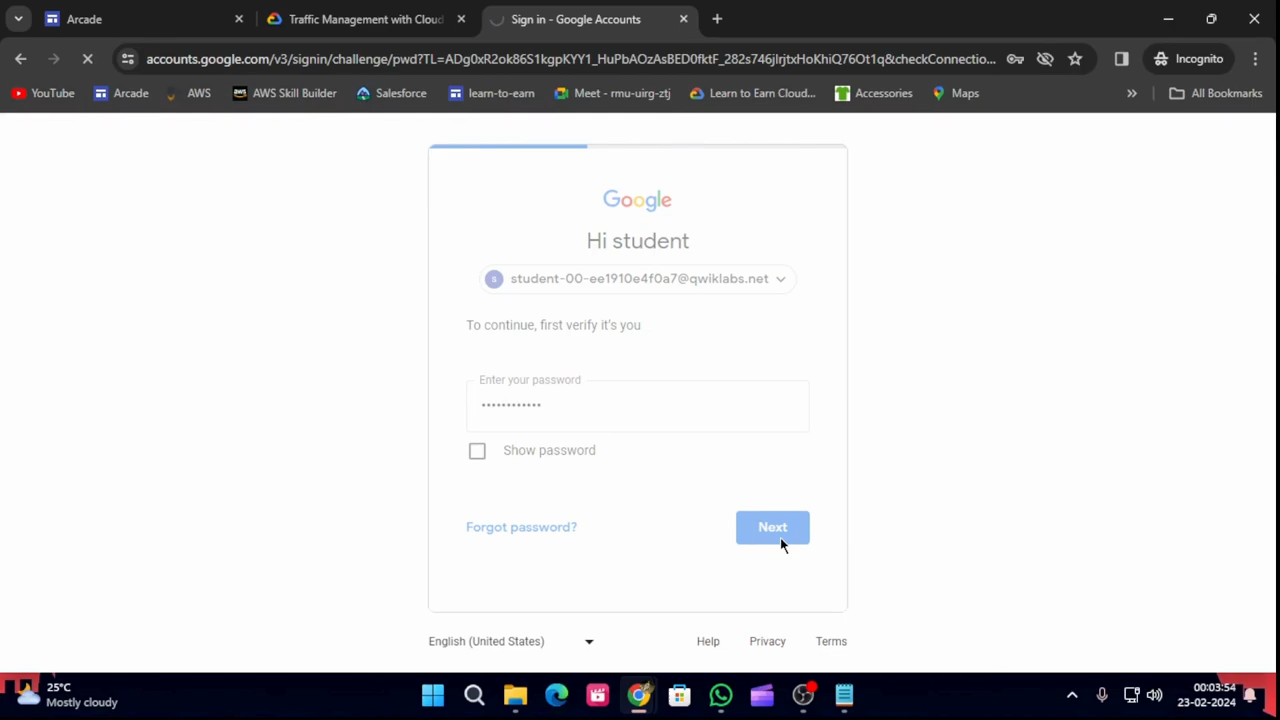 Arcade
Traffic Management with Cloud
Sign in - Google Accounts
accounts.google.com/v3/signin/challenge/pwd?TL=ADg0xR2ok86S1kgpKYY1_HuPbAOzAsBED0fktF_282s746jIrjtxHoKhiQ76Ot1q&checkConnectio...
Incognito
YouTube
Arcade
AWS
AWS Skill Builder
Salesforce
learn-to-earn
Meet - rmu-uirg-ztj
Learn to Earn Cloud...
Accessories
Maps
All Bookmarks
Google
Hi student
student-00-ee1910e4f0a7@qwiklabs.net
To continue, first verify it's you
Enter your password
Show password
Forgot password?
Next
English (United States)
Help
Privacy
Terms
25°C
Mostly cloudy
00:03:54
23-02-2024